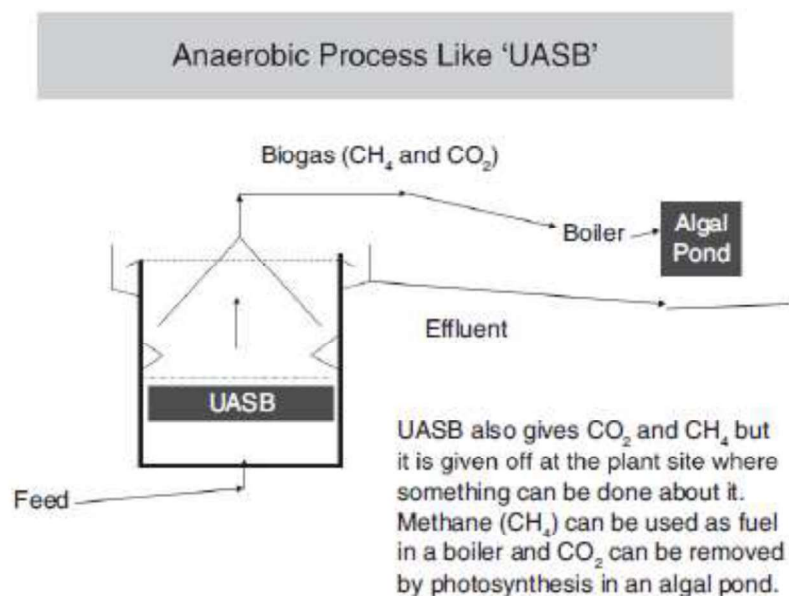 Anaerobic Process Like ‘UASB’
Biogas (CH₄ and CO₂)
Boiler
Algal
Pond
Effluent
UASB
Feed
UASB also gives CO₂ and CH₄ but
it is given off at the plant site where
something can be done about it.
Methane (CH₄) can be used as fuel
in a boiler and CO₂ can be removed
by photosynthesis in an algal pond.